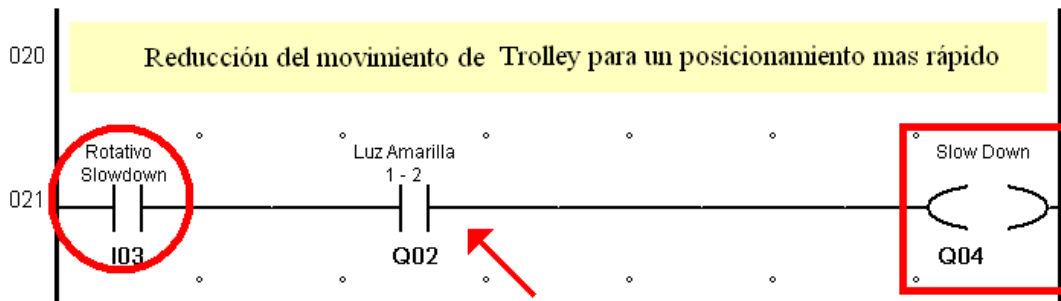 020
Reducción del movimiento de Trolley para un posicionamiento mas rápido
Rotativo
Slowdown
Luz Amarilla
1 - 2
Slow Down
021
I03
Q02
Q04